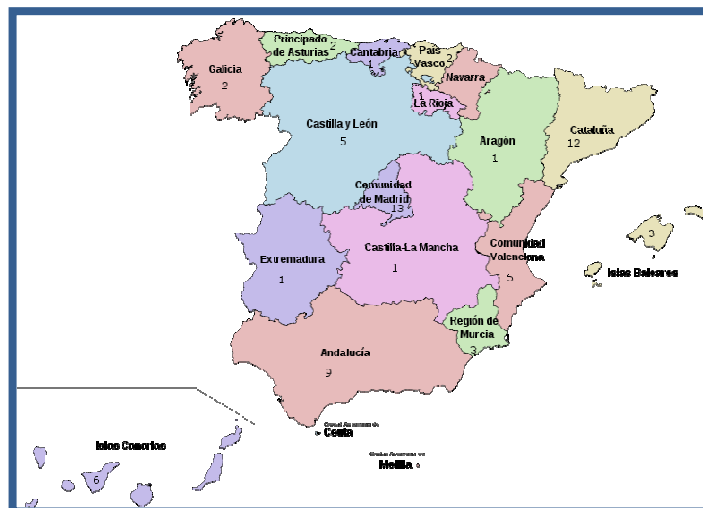 Principado
de Asturias 2
Cantabria
1
País
Vasco 2
Navarra
Galicia
2
1
La Rioja
Castilla y León
5
Aragón
1
Cataluña
12
Comunidad
de Madrid
13
Castilla-La Mancha
1
Extremadura
1
Comunidad
Valenciana
5
3
Islas Baleares
Región de
Murcia
3
Andalucía
9
Ceuta
Melilla
Islas Canarias
6